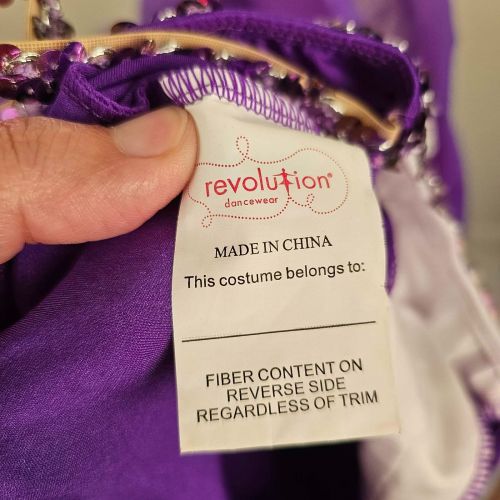 revolution®
dancewear
MADE IN CHINA
This costume belongs to:
FIBER CONTENT ON
REVERSE SIDE
REGARDLESS OF TRIM